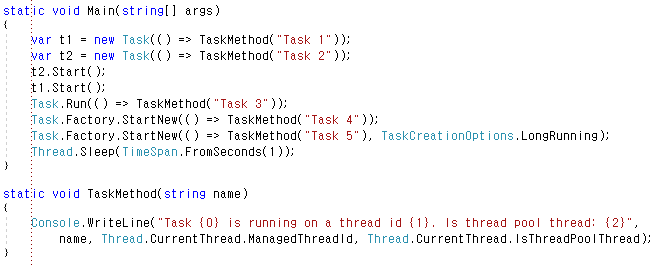 static void Main(string[] args)
{
    var t1 = new Task(() => TaskMethod("Task 1"));
    var t2 = new Task(() => TaskMethod("Task 2"));
    t2.Start();
    t1.Start();
    Task.Run(() => TaskMethod("Task 3"));
    Task.Factory.StartNew(() => TaskMethod("Task 4"));
    Task.Factory.StartNew(() => TaskMethod("Task 5"), TaskCreationOptions.LongRunning);
    Thread.Sleep(TimeSpan.FromSeconds(1));
}

static void TaskMethod(string name)
{
    Console.WriteLine("Task {0} is running on a thread id {1}. Is thread pool thread: {2}",
        name, Thread.CurrentThread.ManagedThreadId, Thread.CurrentThread.IsThreadPoolThread);
}